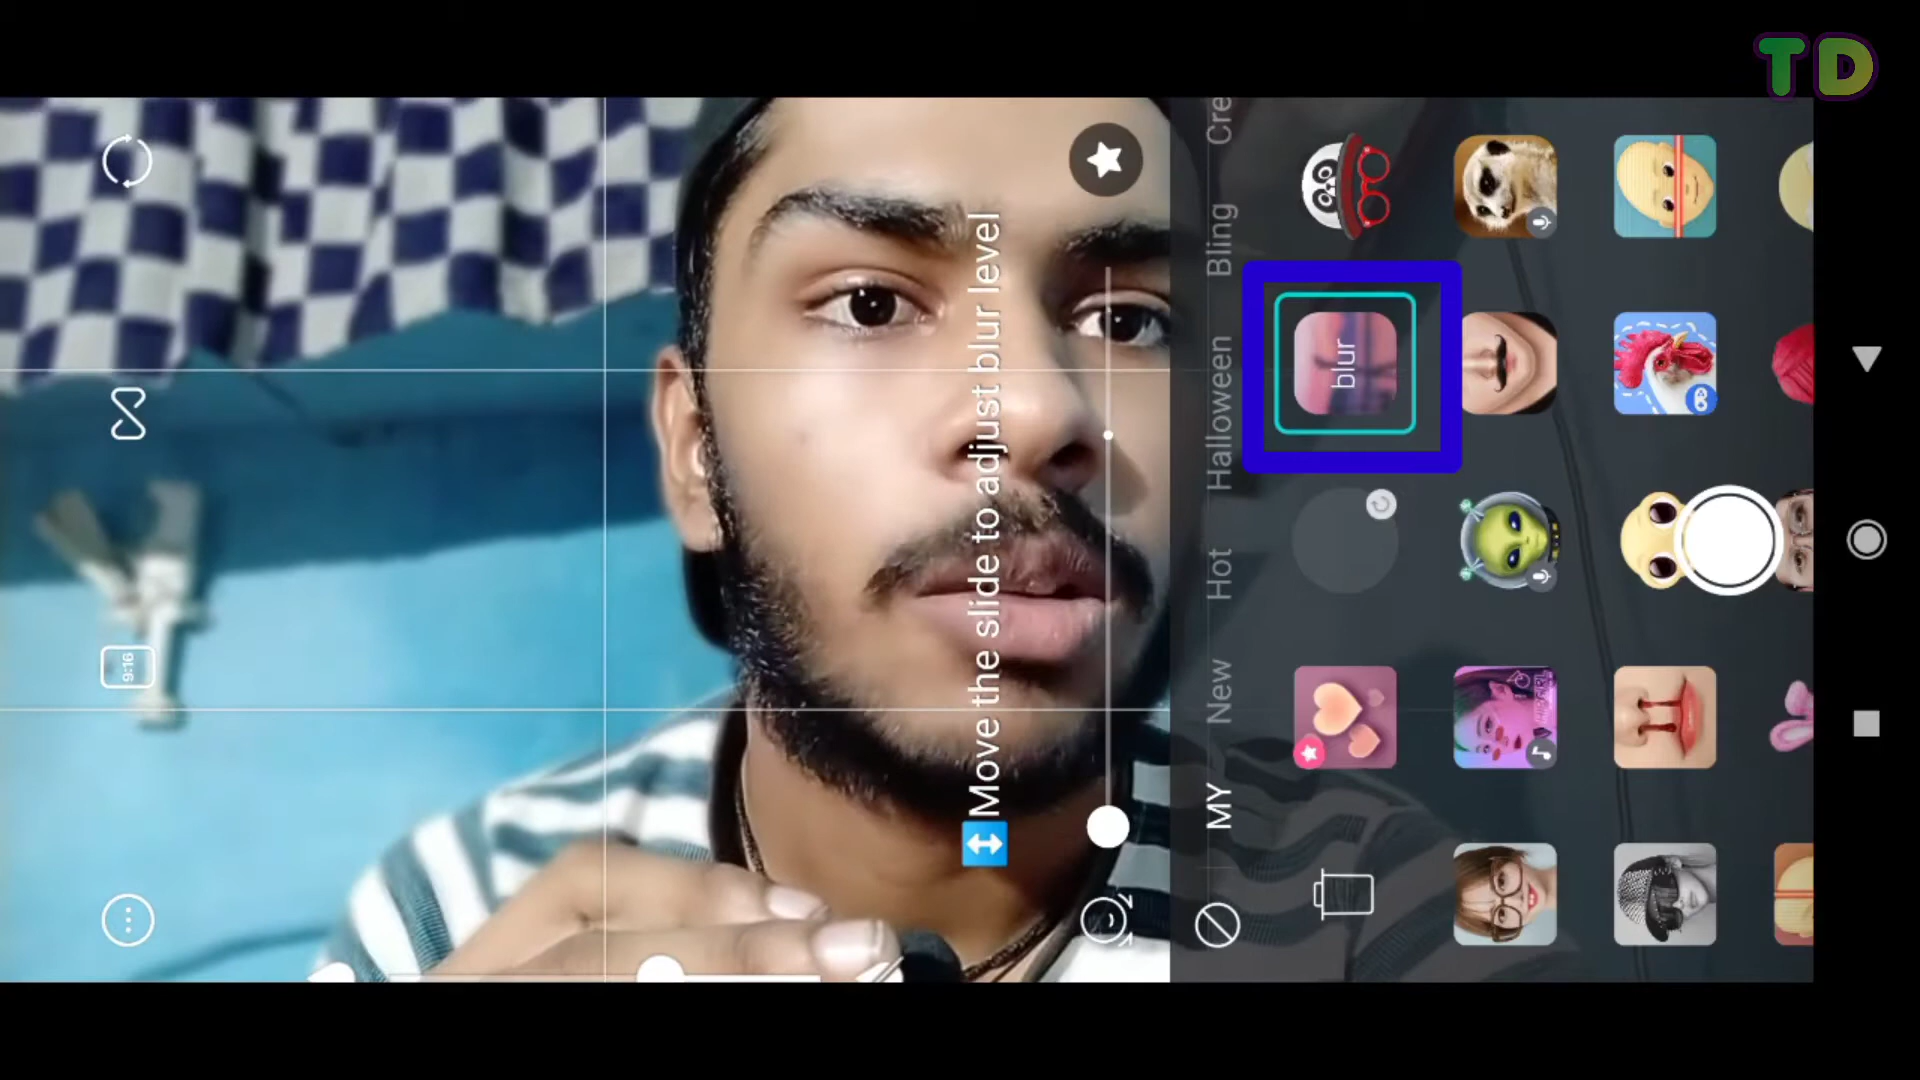 TD
Move the slide to adjust blur level
MY
New
Hot
Halloween
Bling
Cre
blur
9:16